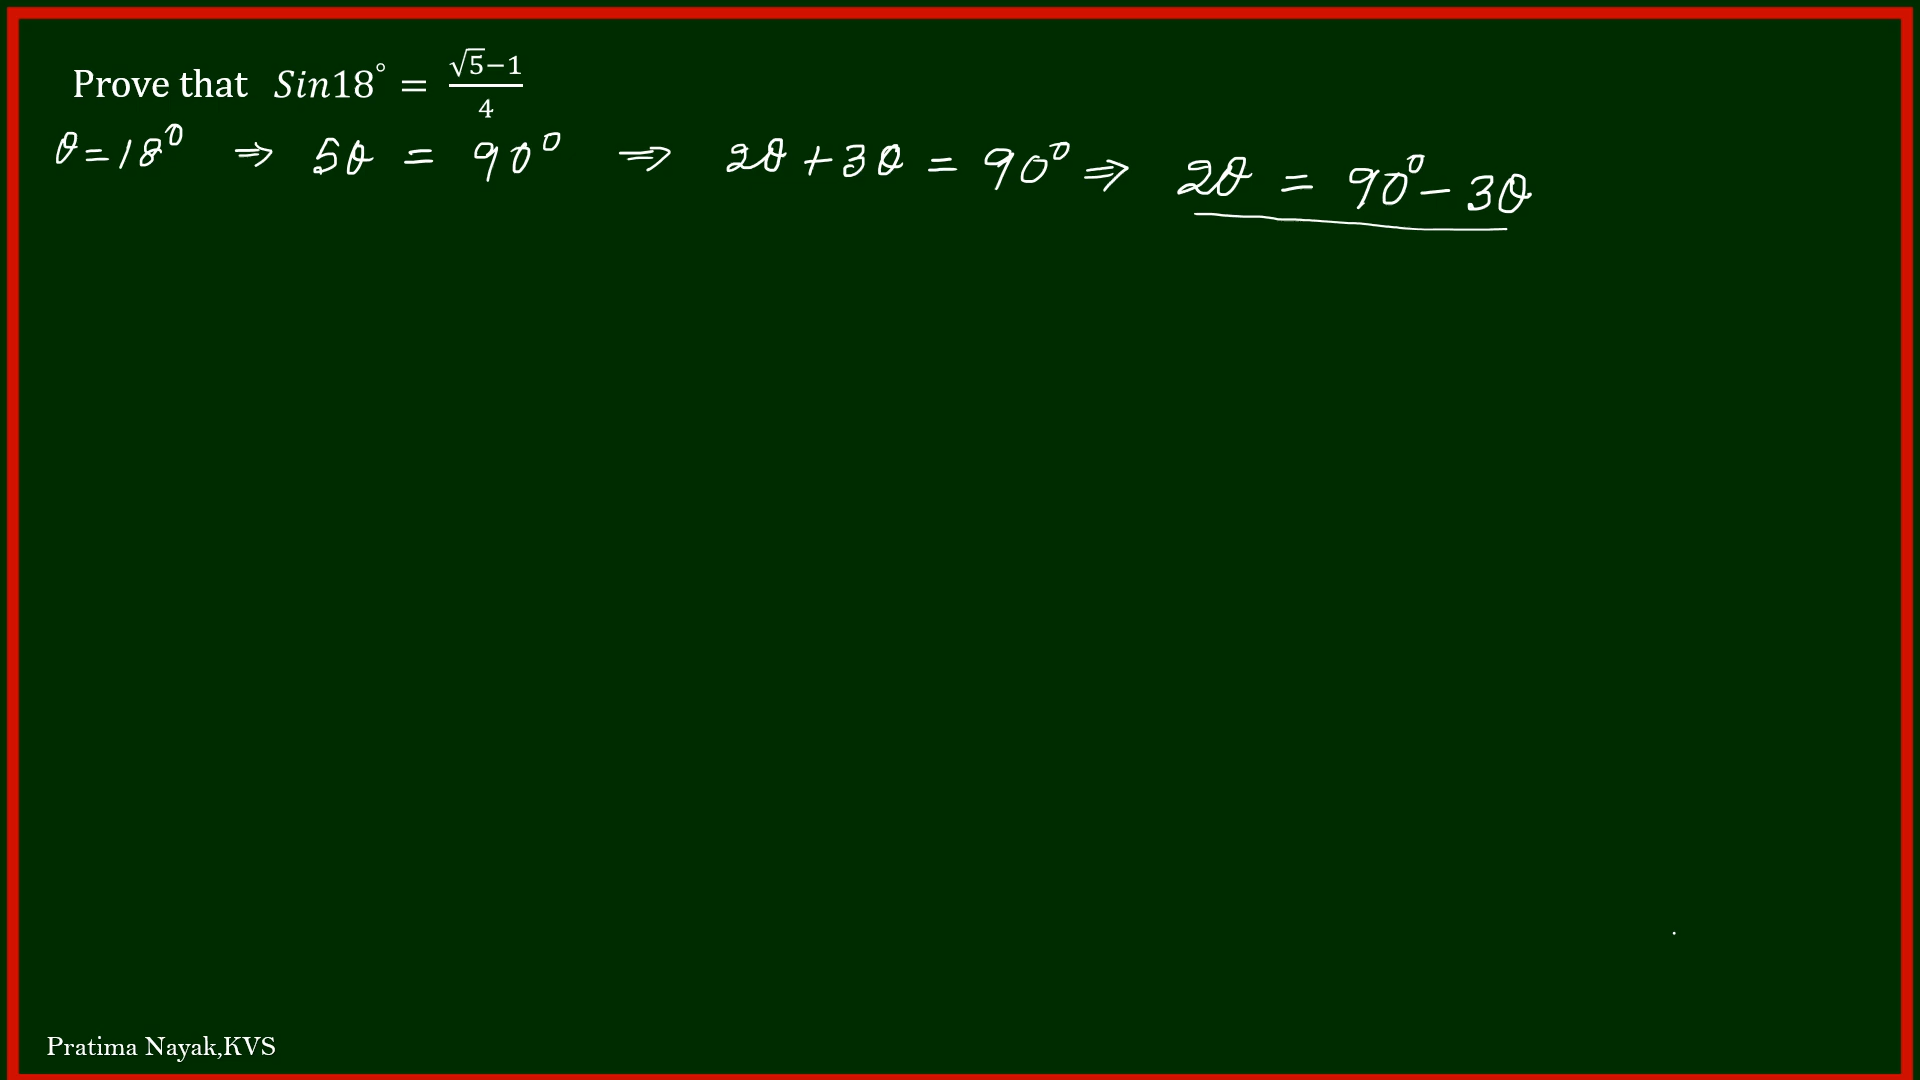 Prove that Sin18° = √5−1/4
θ = 18° ⇒ 5θ = 90° ⇒ 2θ + 3θ = 90° ⇒ 2θ = 90° − 3θ
Pratima Nayak,KVS